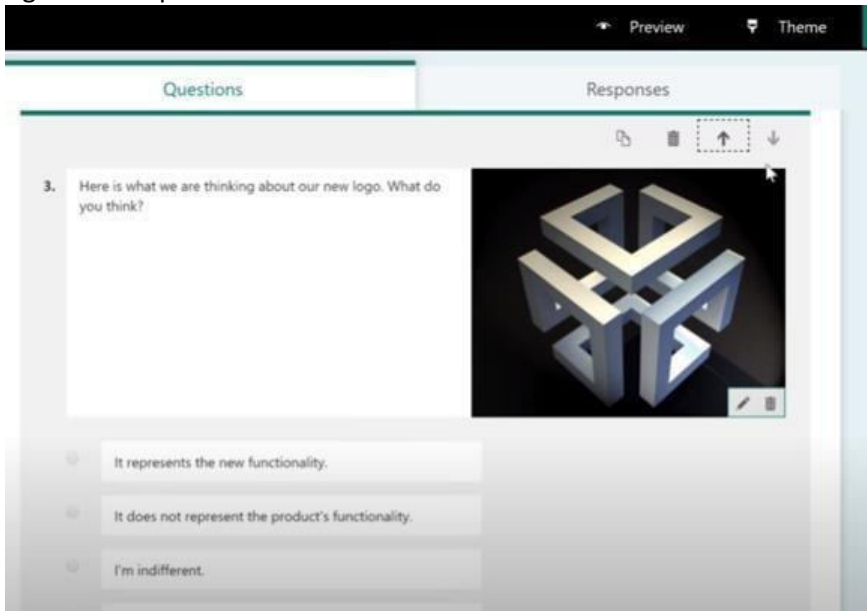 Preview
Theme
Questions
Responses
3. Here is what we are thinking about our new logo. What do
you think?
It represents the new functionality.
It does not represent the product's functionality.
I'm indifferent.